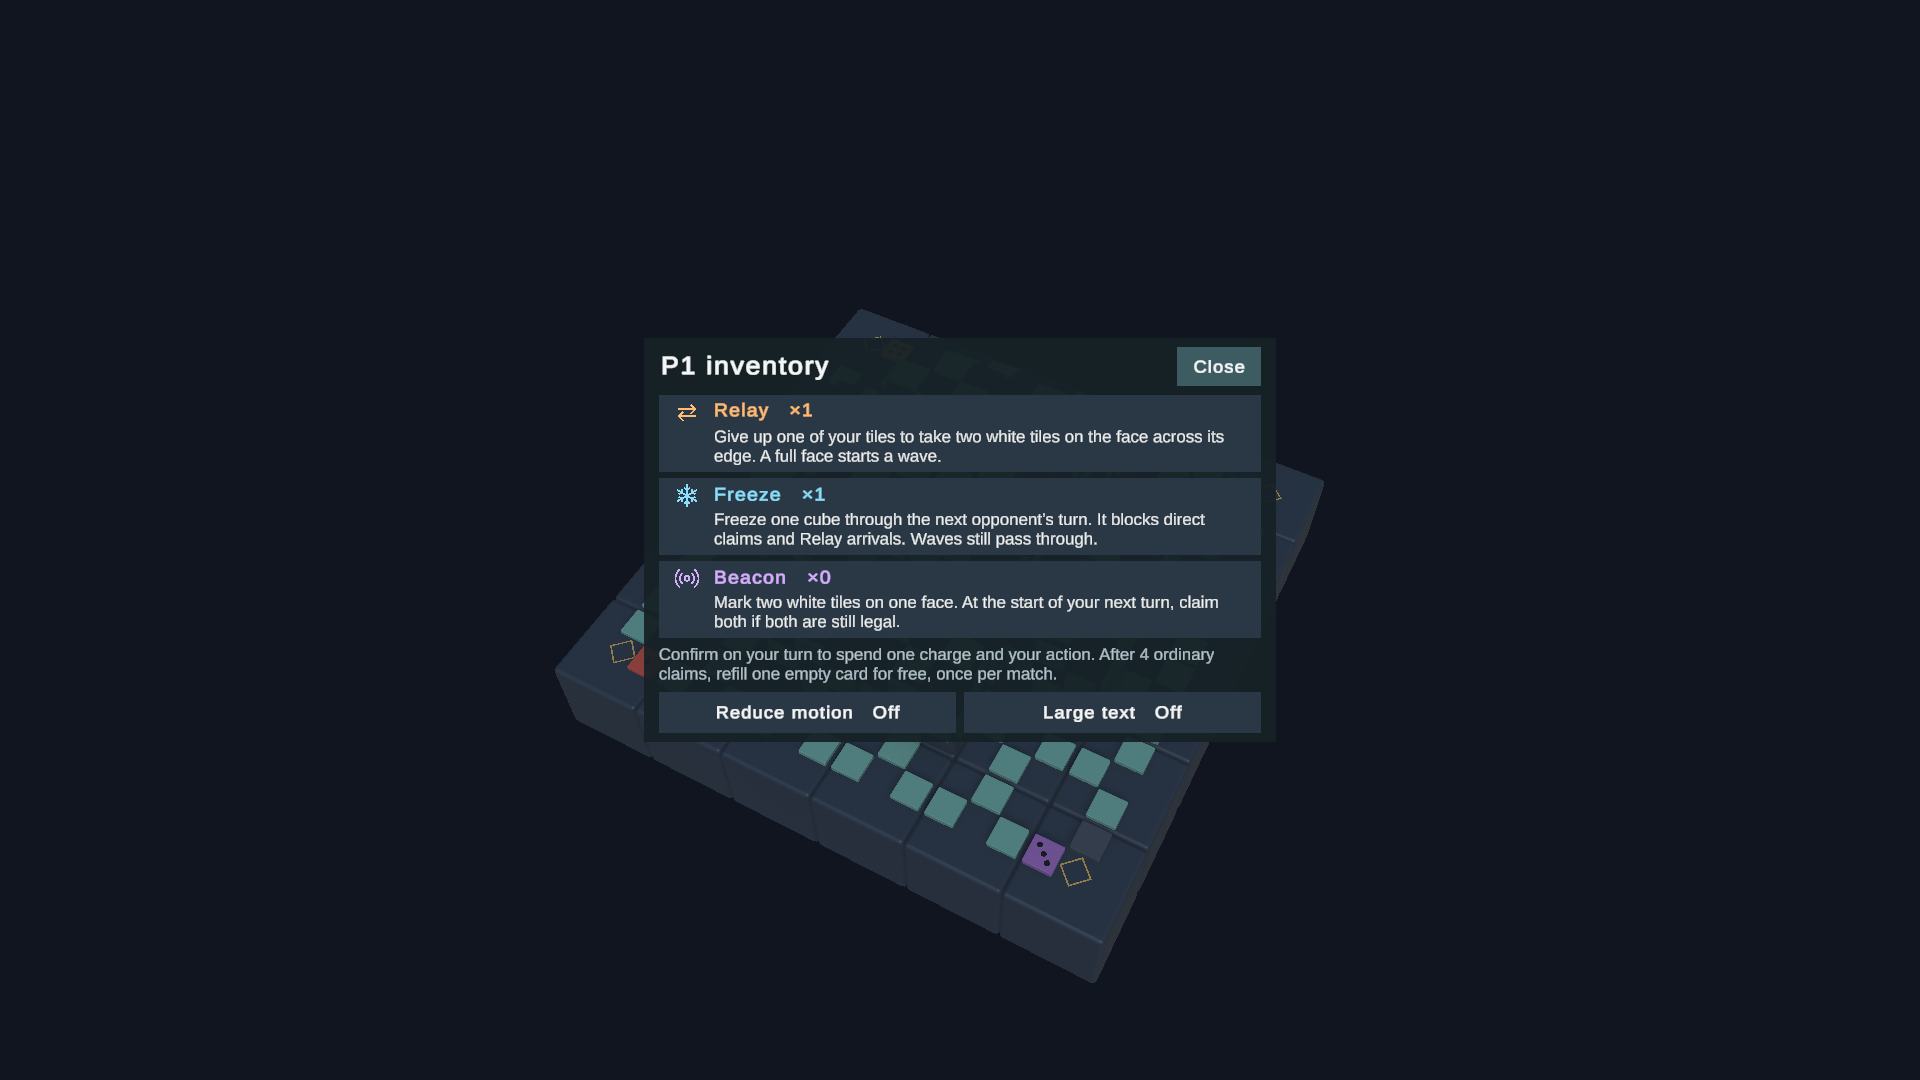 P1 inventory
Close
Relay ×1
Give up one of your tiles to take two white tiles on the face across its
edge. A full face starts a wave.
Freeze ×1
Freeze one cube through the next opponent's turn. It blocks direct
claims and Relay arrivals. Waves still pass through.
Beacon ×0
Mark two white tiles on one face. At the start of your next turn, claim
both if both are still legal.
Confirm on your turn to spend one charge and your action. After 4 ordinary
claims, refill one empty card for free, once per match.
Reduce motion Off
Large text Off